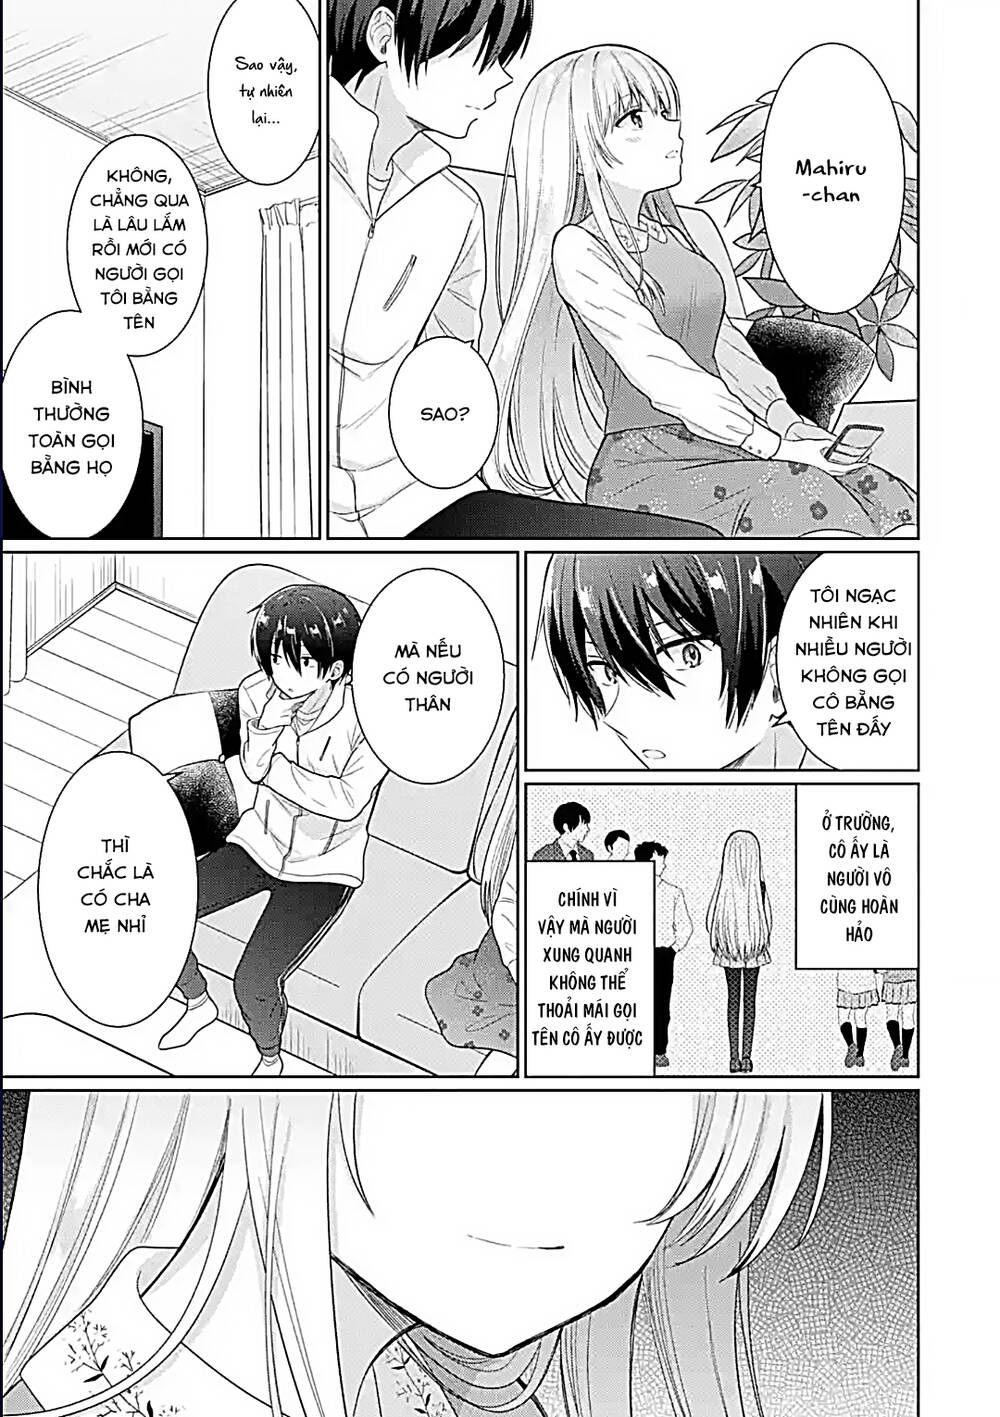 Mahiru
-chan
SAO?
Sao vậy,
tự nhiên
lại...
KHÔNG,
CHẲNG QUA
LÀ LÂU LẮM
RỒI MỚI CÓ
NGƯỜI GỌI
TÔI BẰNG
TÊN
BÌNH
THƯỜNG
TOÀN GỌI
BẰNG HỌ
TÔI NGẠC
NHIÊN KHI
NHIỀU NGƯỜI
KHÔNG GỌI
CÔ BẰNG
TÊN ĐẤY
Ở TRƯỜNG,
CÔ ẤY LÀ
NGƯỜI VÔ
CÙNG HOÀN
HẢO
CHÍNH VÌ
VẬY MÀ NGƯỜI
XUNG QUANH
KHÔNG THỂ
THOẢI MÁI GỌI
TÊN CÔ ẤY ĐƯỢC
MÀ NẾU
CÓ NGƯỜI
THÂN
THÌ
CHẮC LÀ
CÓ CHA
MẸ NHỈ